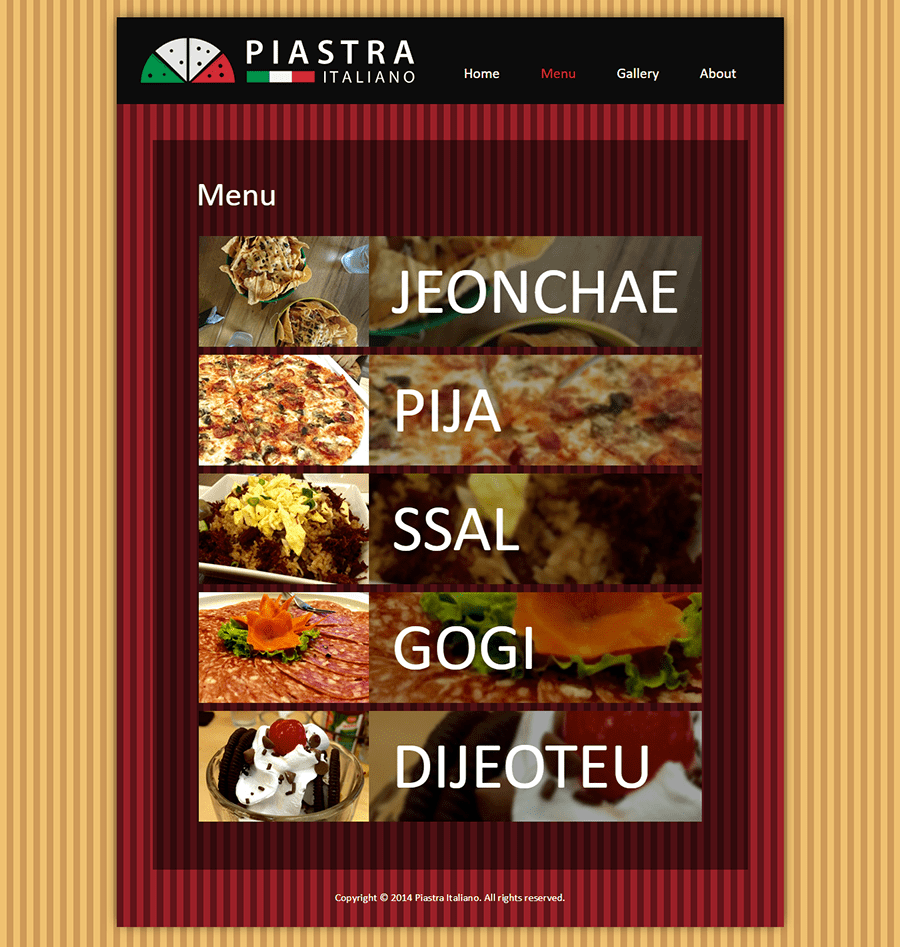 PIASTRA
ITALIANO
Home Menu Gallery About
Menu
JEONCHAE
PIJA
SSAL
GOGI
DIJEOTEU
Copyright © 2014 Piastra Italiano. All rights reserved.